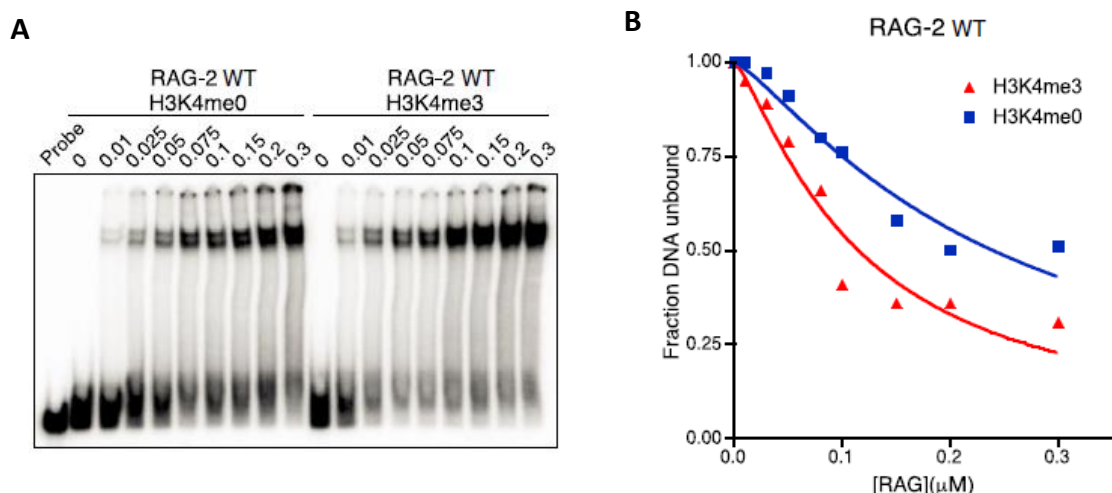 A
RAG-2 WT RAG-2 WT
H3K4me0 H3K4me3
Probe 0 0.01 0.025 0.05 0.075 0.1 0.15 0.2 0.3 0 0.01 0.025 0.05 0.075 0.1 0.15 0.2 0.3
B
RAG-2 WT
H3K4me3
H3K4me0
Fraction DNA unbound
1.00
0.75
0.50
0.25
0.00
0.0 0.1 0.2 0.3
[RAG](μM)